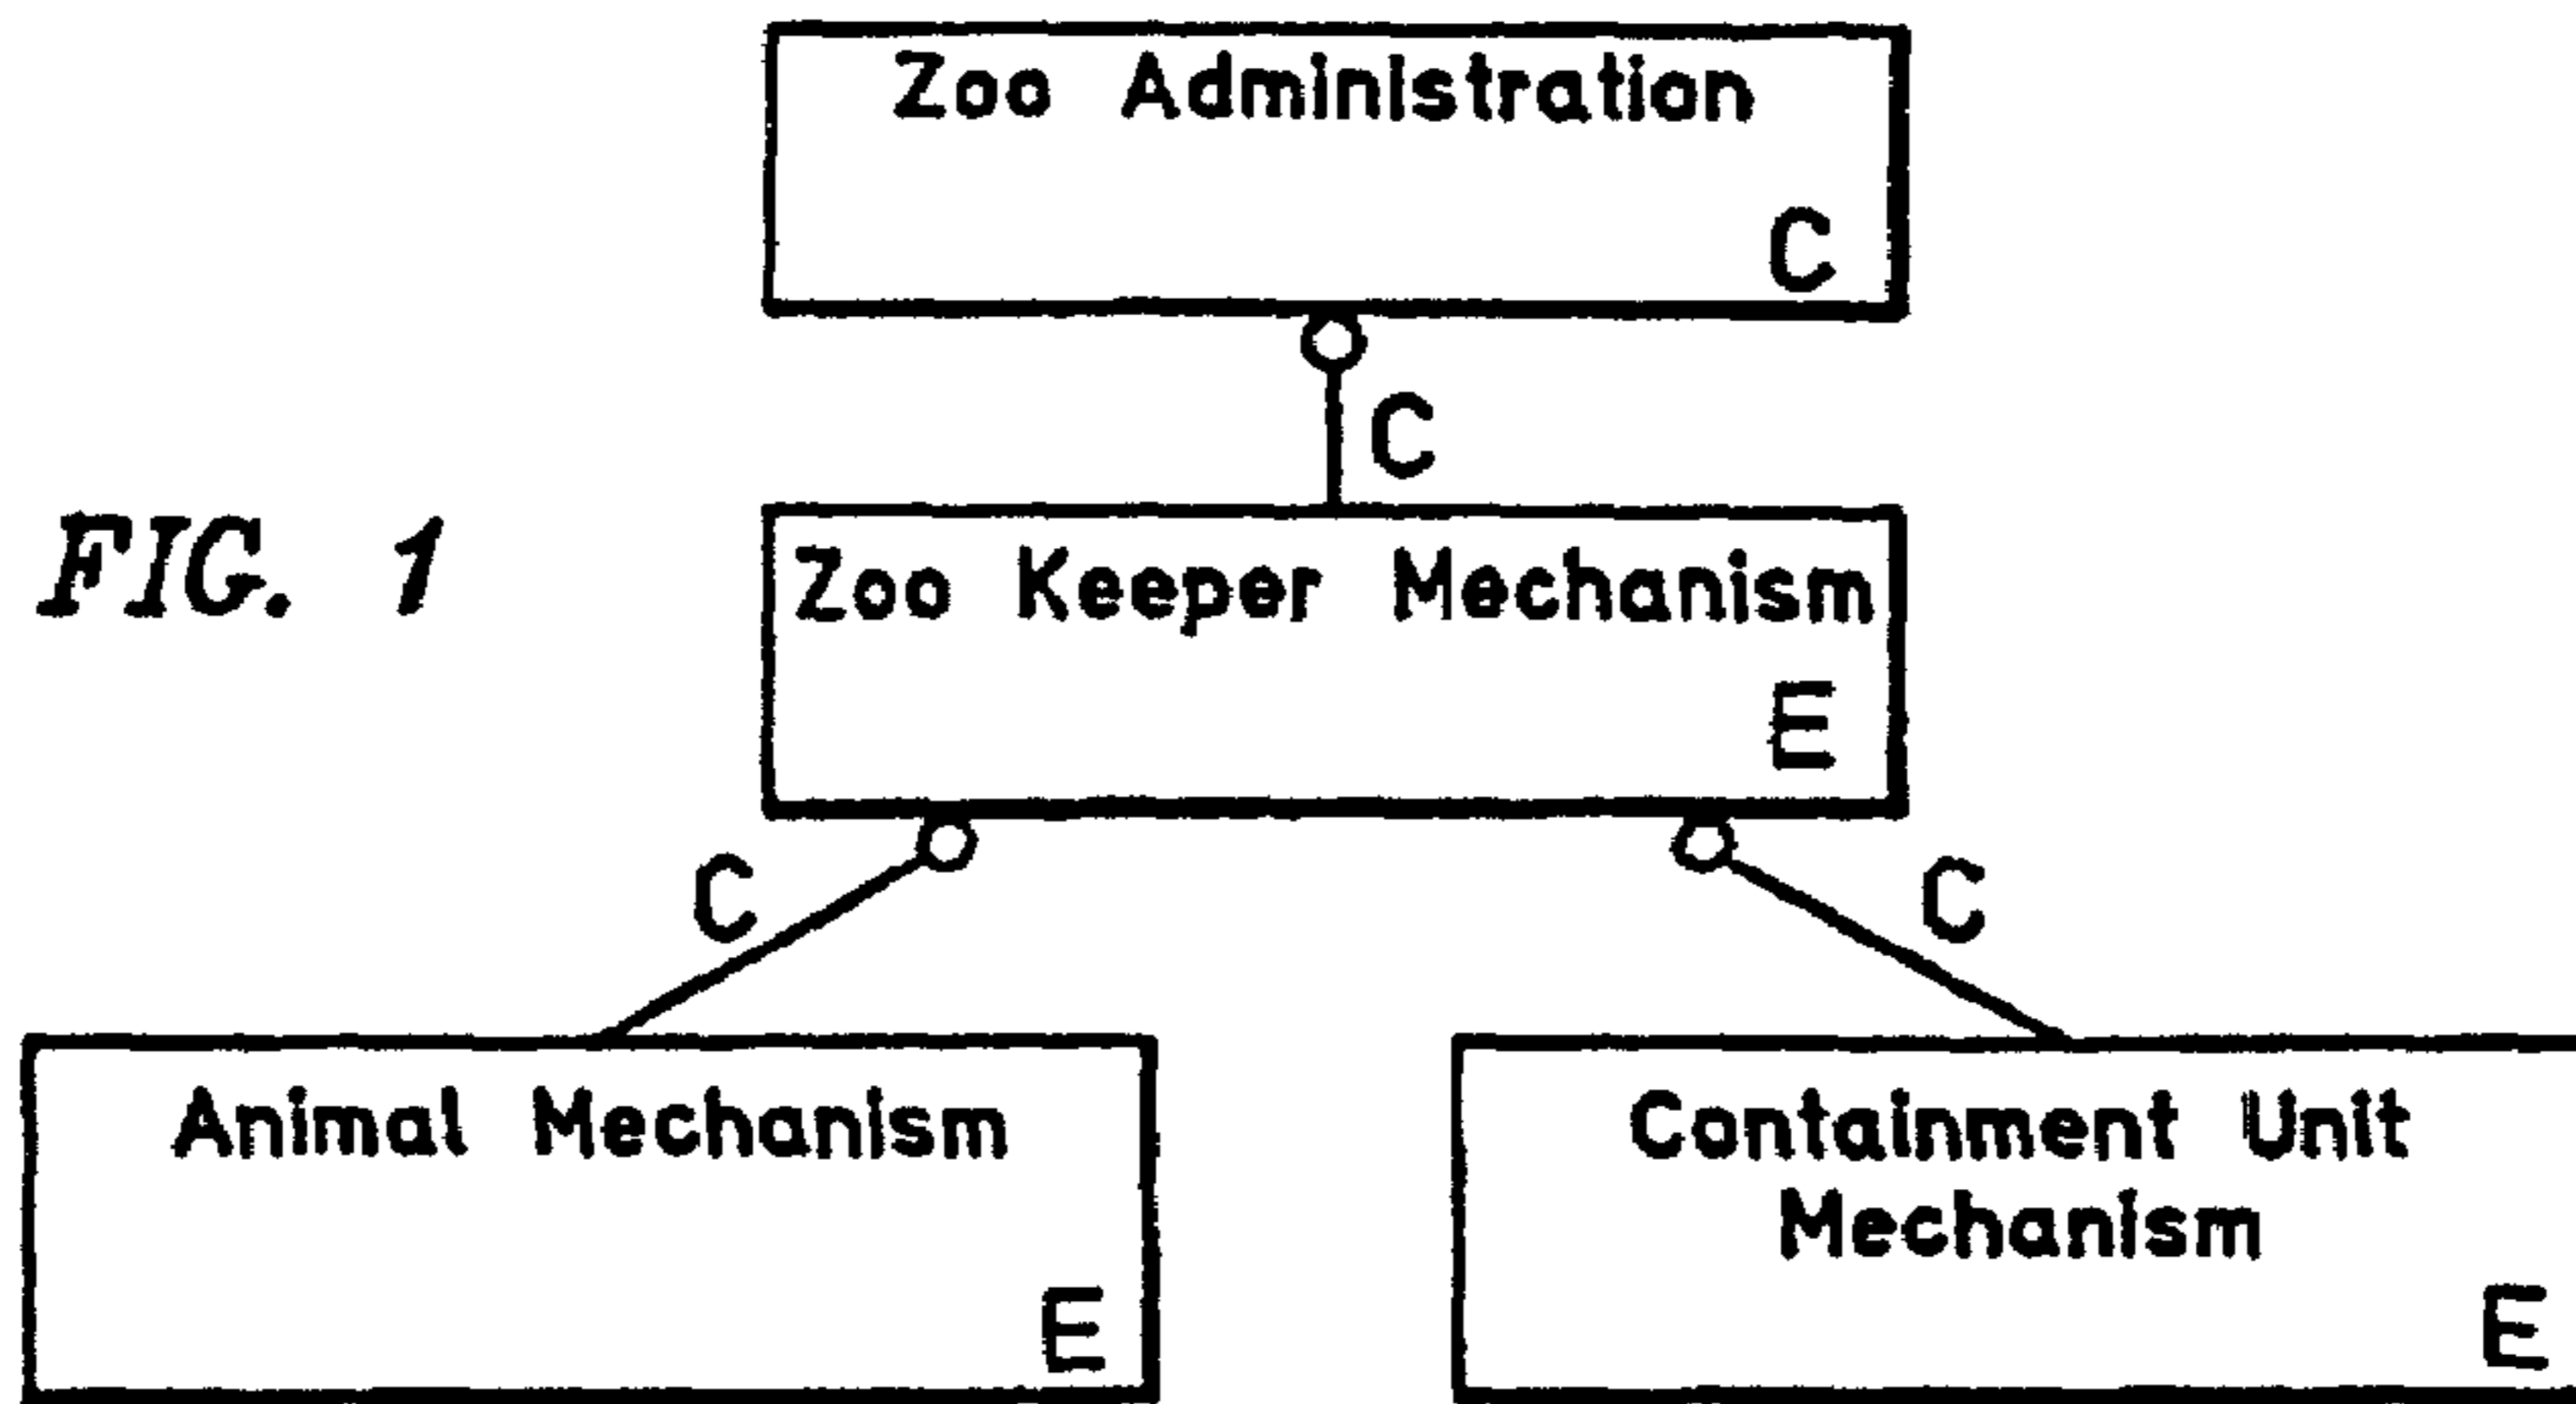 Zoo Administration
C
C
FIG. 1
Zoo Keeper Mechanism
E
C
C
Animal Mechanism
E
Containment Unit
Mechanism
E